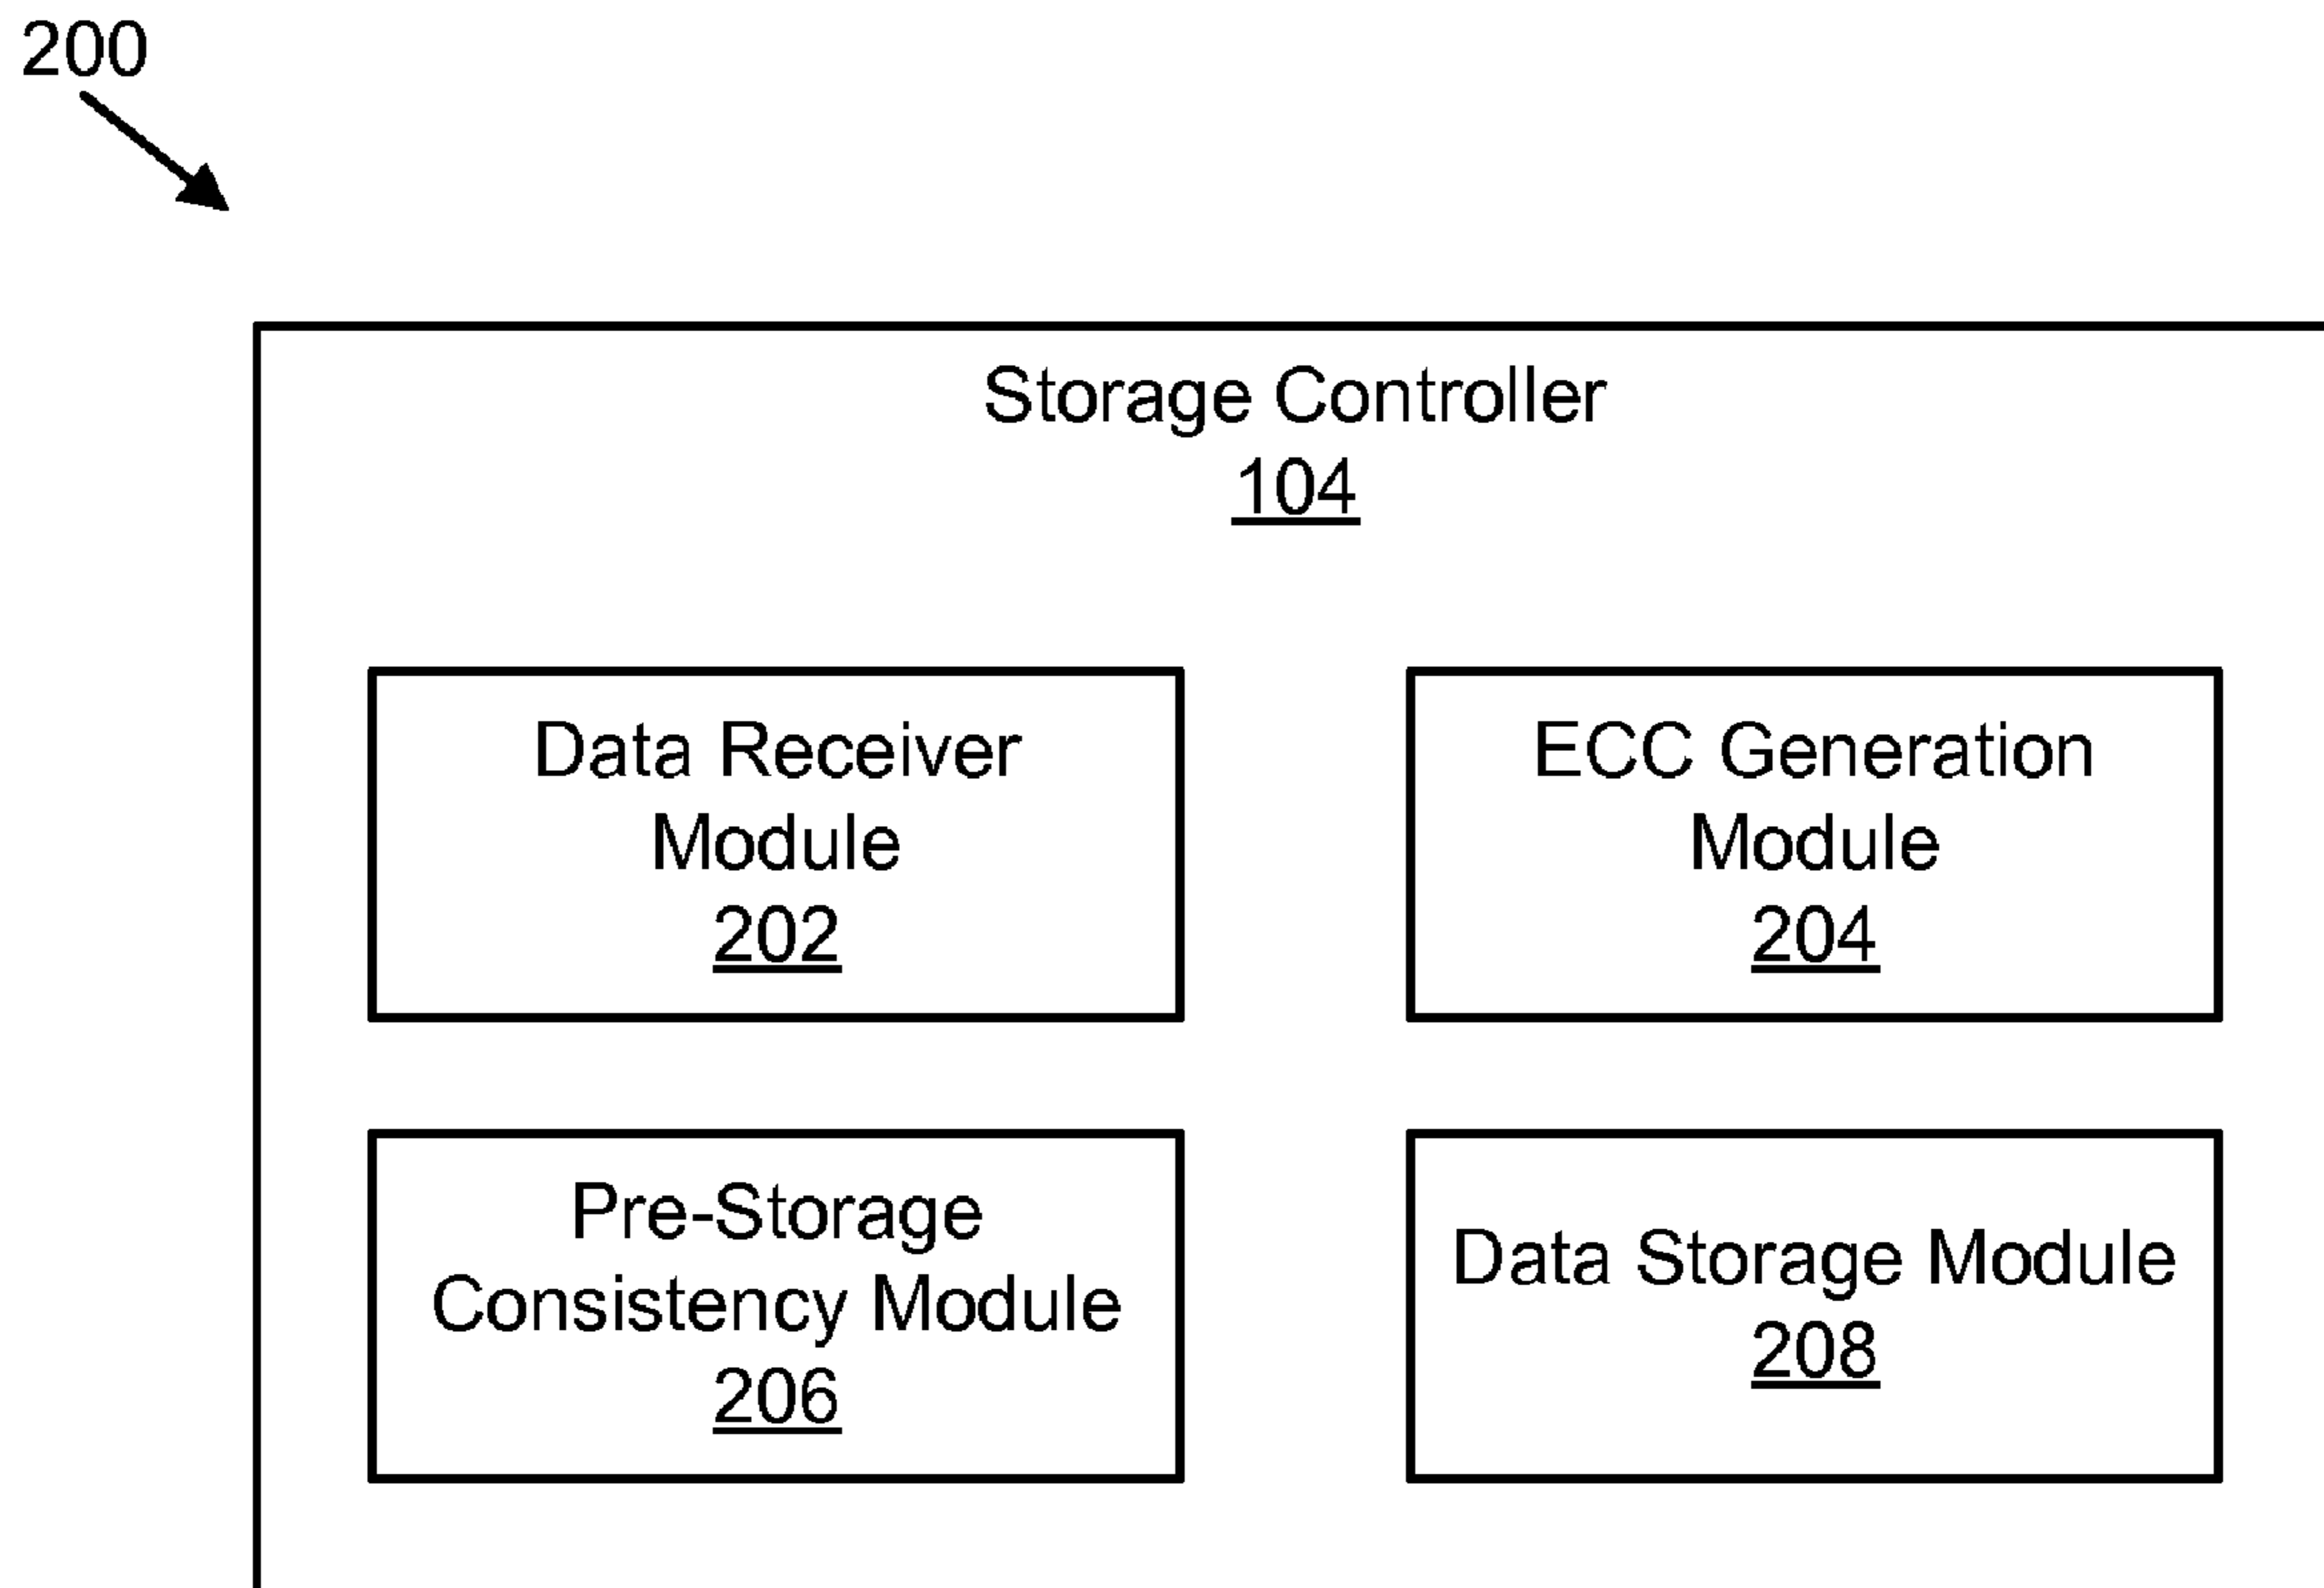 200
Storage Controller
104
Data Receiver
Module
202
ECC Generation
Module
204
Pre-Storage
Consistency Module
206
Data Storage Module
208